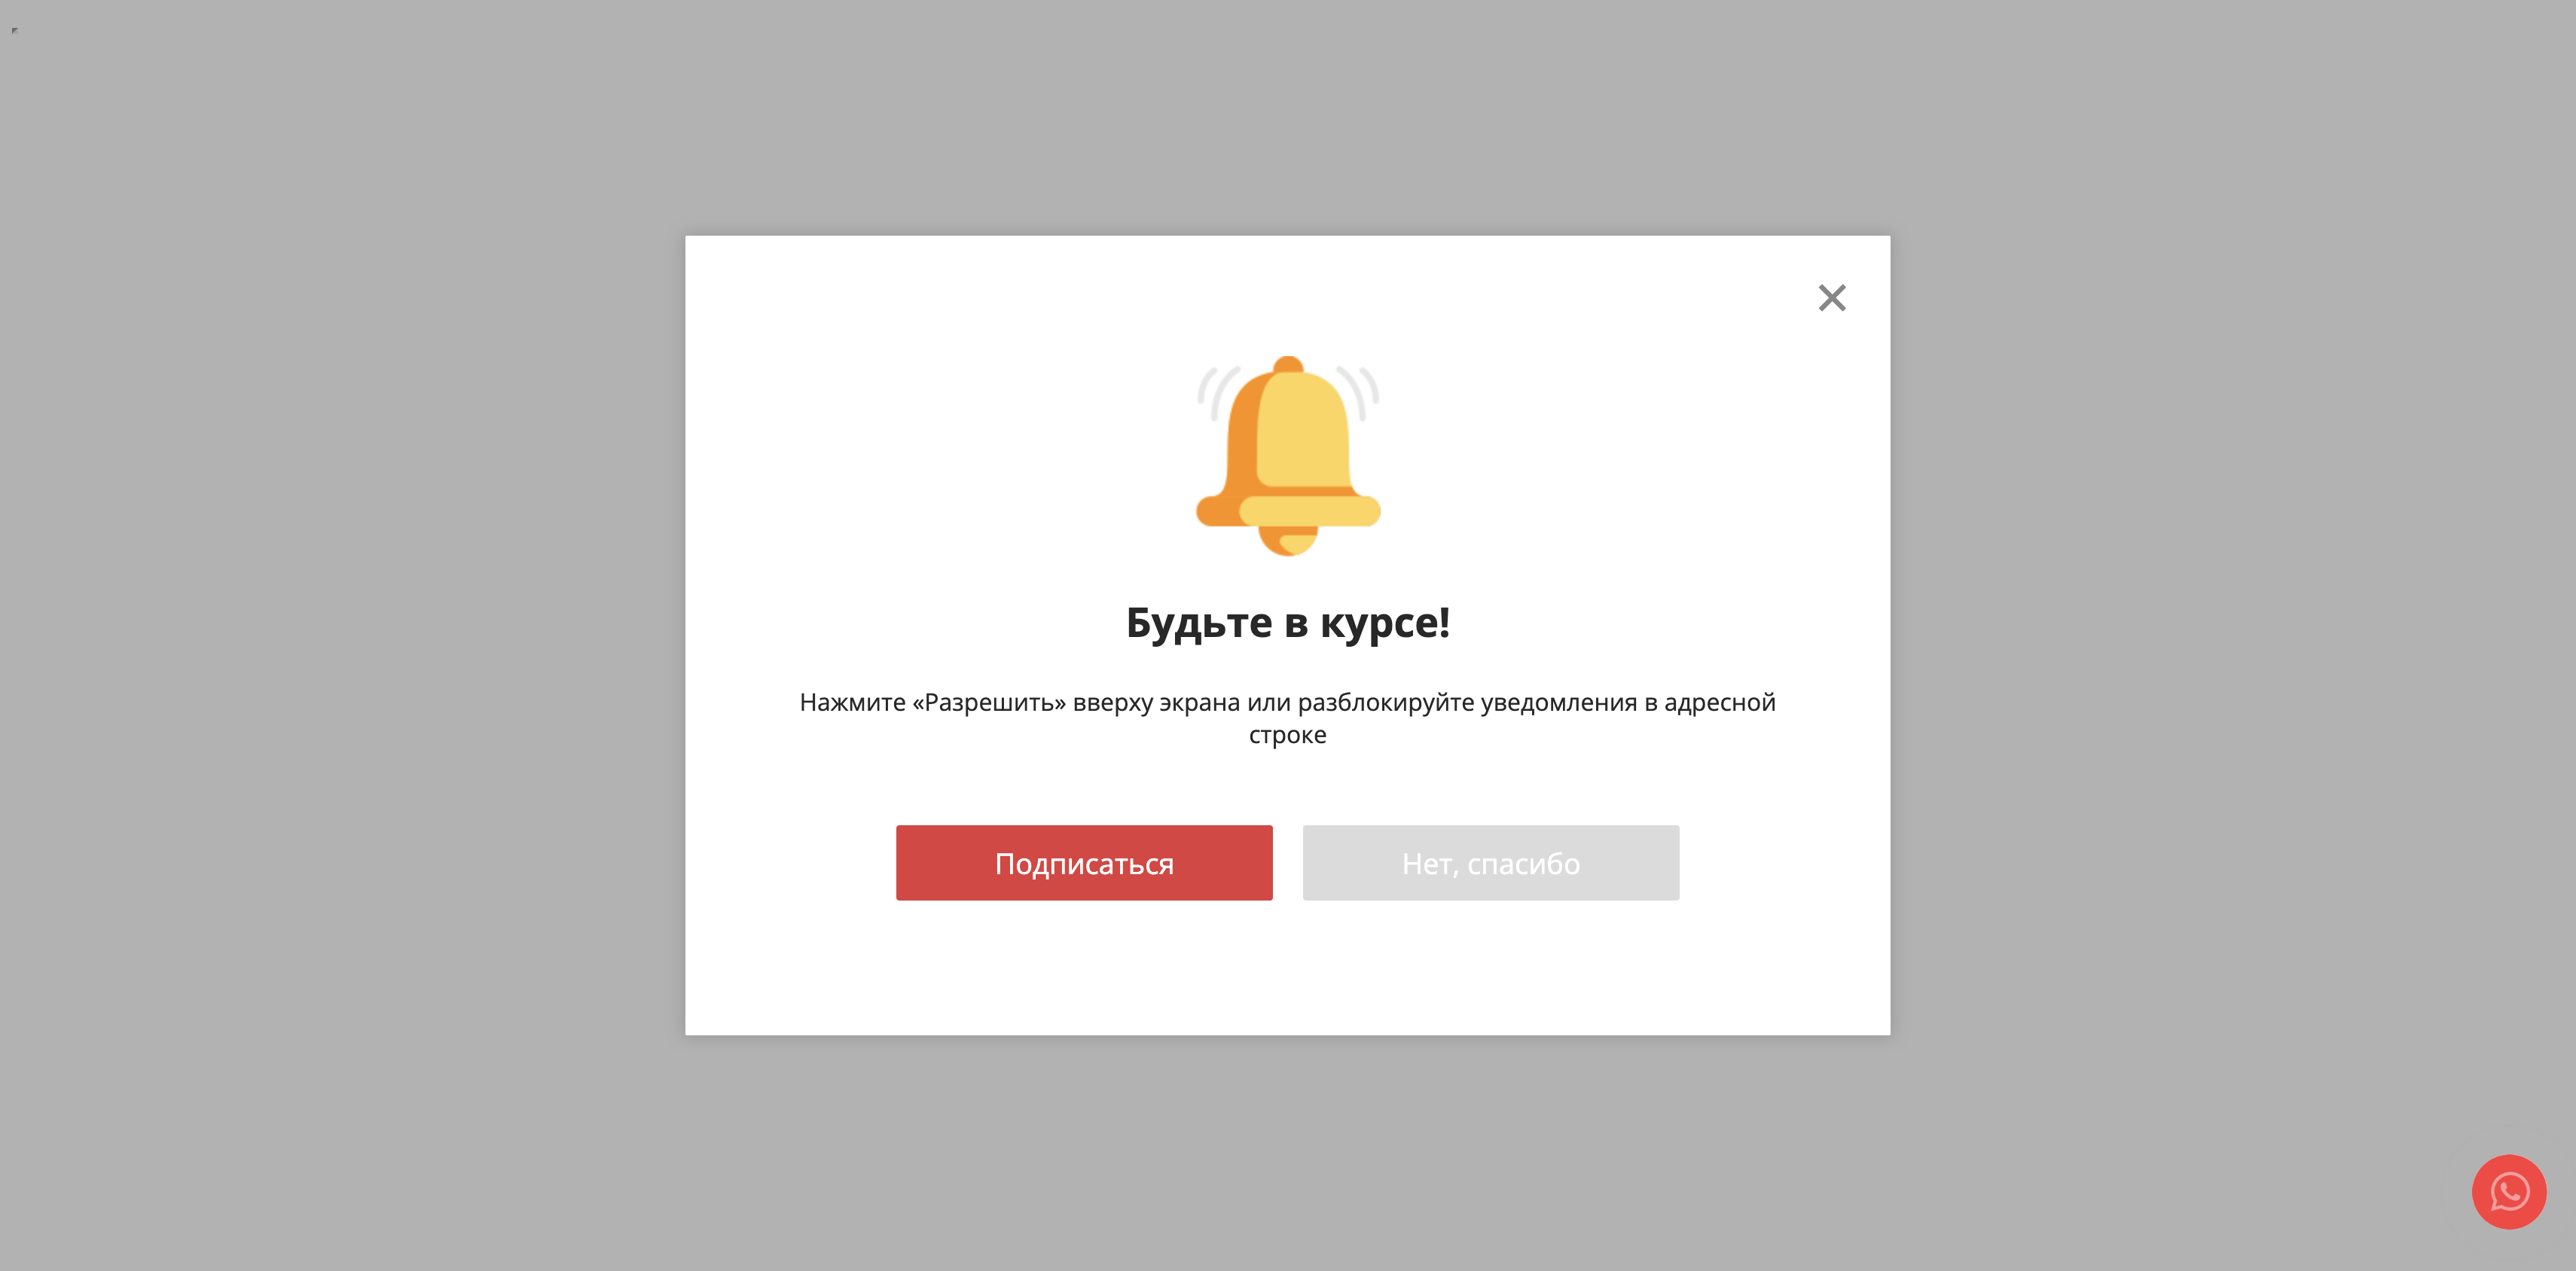 Будьте в курсе!
Нажмите «Разрешить» вверху экрана или разблокируйте уведомления в адресной
строке
Подписаться
Нет, спасибо